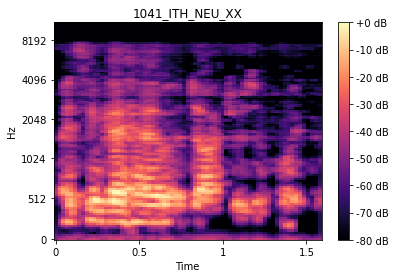 1041_ITH_NEU_XX
+0 dB
8192
-10 dB
4096
-20 dB
-30 dB
2048
Hz
-40 dB
1024
-50 dB
512
-60 dB
-70 dB
0
-80 dB
0
0.5
1
1.5
Time